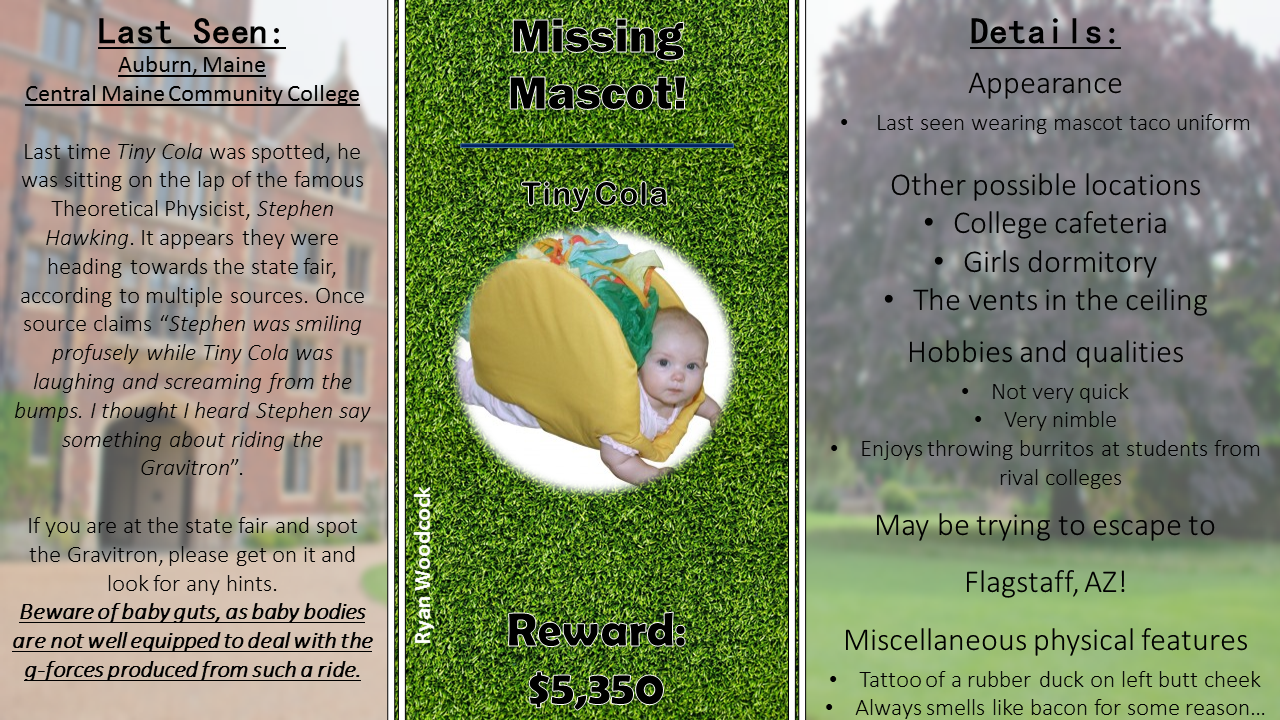 Last Seen:
Auburn, Maine
Central Maine Community College
Last time Tiny Cola was spotted, he
was sitting on the lap of the famous
Theoretical Physicist, Stephen
Hawking. It appears they were
heading towards the state fair,
according to multiple sources. Once
source claims “Stephen was smiling
profusely while Tiny Cola was
laughing and screaming from the
bumps. I thought I heard Stephen say
something about riding the
Gravitron”.
If you are at the state fair and spot
the Gravitron, please get on it and
look for any hints.
Beware of baby guts, as baby bodies
are not well equipped to deal with the
g-forces produced from such a ride.
Missing
Mascot!
Tiny Cola
Ryan Woodcock
Reward:
$5,350
Details:
Appearance
• Last seen wearing mascot taco uniform
Other possible locations
• College cafeteria
• Girls dormitory
• The vents in the ceiling
Hobbies and qualities
• Not very quick
• Very nimble
• Enjoys throwing burritos at students from
rival colleges
May be trying to escape to
Flagstaff, AZ!
Miscellaneous physical features
• Tattoo of a rubber duck on left butt cheek
• Always smells like bacon for some reason…